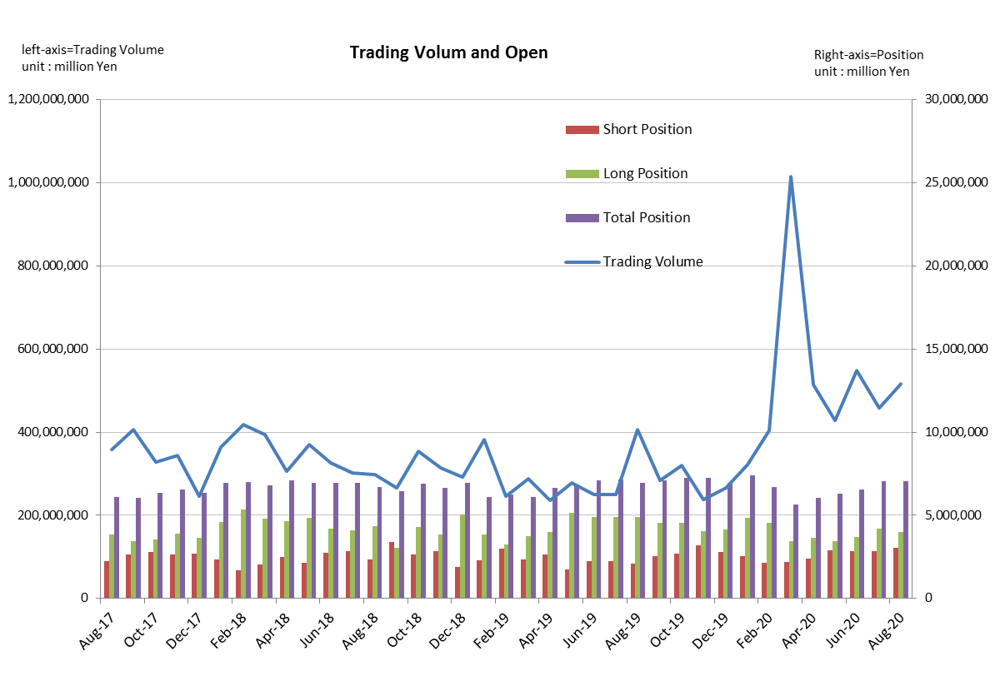 left-axis=Trading Volume
unit : million Yen
Trading Volum and Open
Right-axis=Position
unit : million Yen
1,200,000,000
1,000,000,000
800,000,000
600,000,000
400,000,000
200,000,000
0
30,000,000
25,000,000
20,000,000
15,000,000
10,000,000
5,000,000
0
Short Position
Long Position
Total Position
Trading Volume
Aug-17
Oct-17
Dec-17
Feb-18
Apr-18
Jun-18
Aug-18
Oct-18
Dec-18
Feb-19
Apr-19
Jun-19
Aug-19
Oct-19
Dec-19
Feb-20
Apr-20
Jun-20
Aug-20